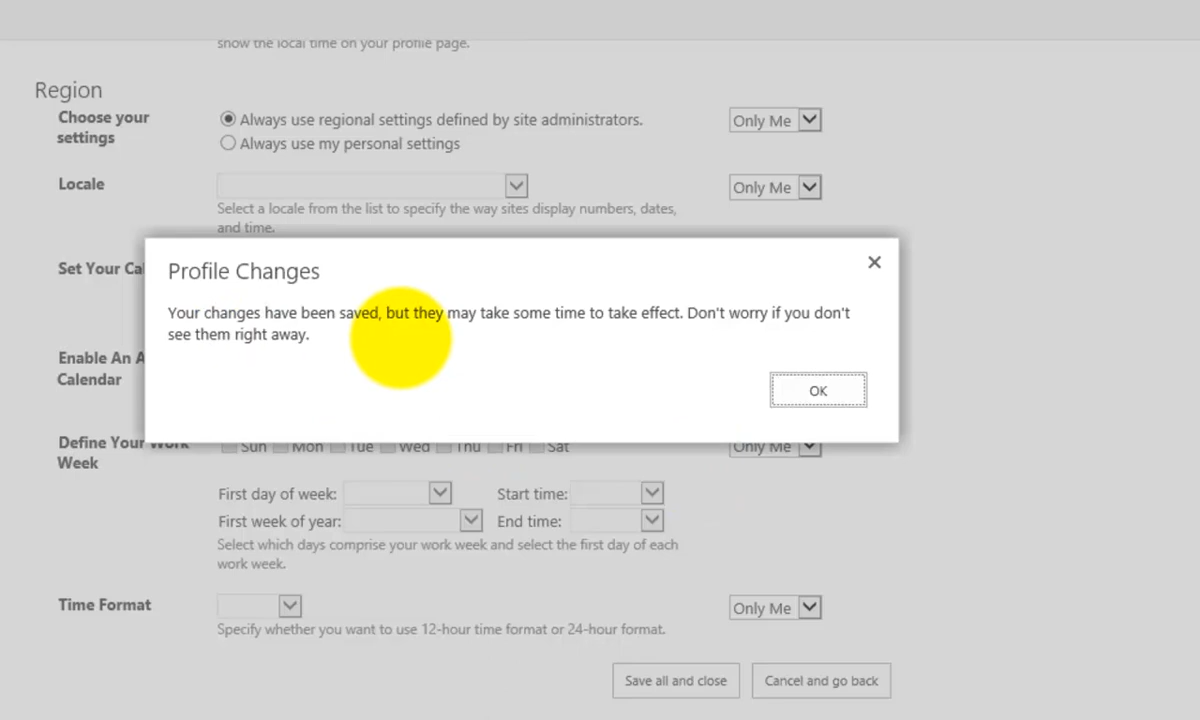 show the local time on your profile page.
Region
Choose your
settings
Always use regional settings defined by site administrators.
Only Me
Always use my personal settings
Locale
Only Me
Select a locale from the list to specify the way sites display numbers, dates,
and time.
Set Your Ca
Profile Changes
Your changes have been saved, but they may take some time to take effect. Don't worry if you don't
see them right away.
OK
Enable An A
Calendar
Define Your Work
Week
Sun Mon Tue Wed Thu Fri Sat
Only Me
First day of week:
Start time:
First week of year:
End time:
Select which days comprise your work week and select the first day of each
work week.
Time Format
Only Me
Specify whether you want to use 12-hour time format or 24-hour format.
Save all and close
Cancel and go back